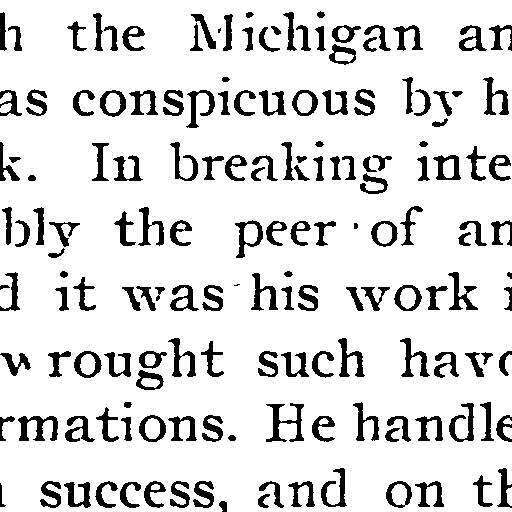 h the Michigan an
as conspicuous by h
k. In breaking inte
bly the peer of an
d it was his work i
wrought such havo
rmations. He handle
success, and on th